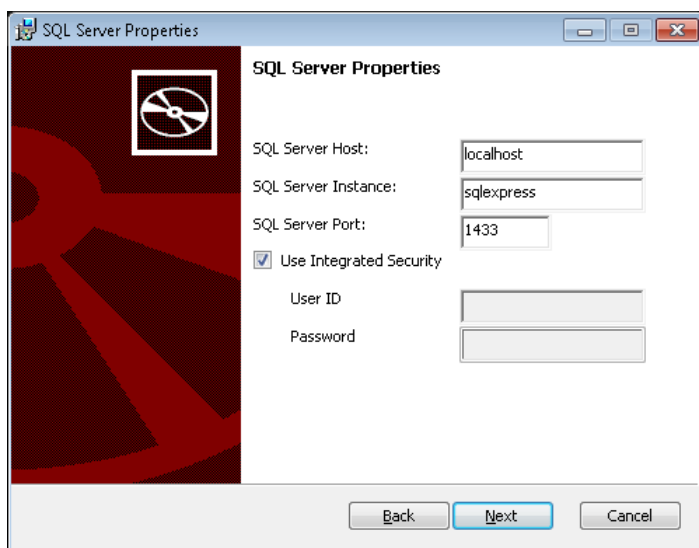 SQL Server Properties
SQL Server Properties
SQL Server Host: localhost
SQL Server Instance: sqlexpress
SQL Server Port: 1433
Use Integrated Security
User ID
Password
Back Next Cancel